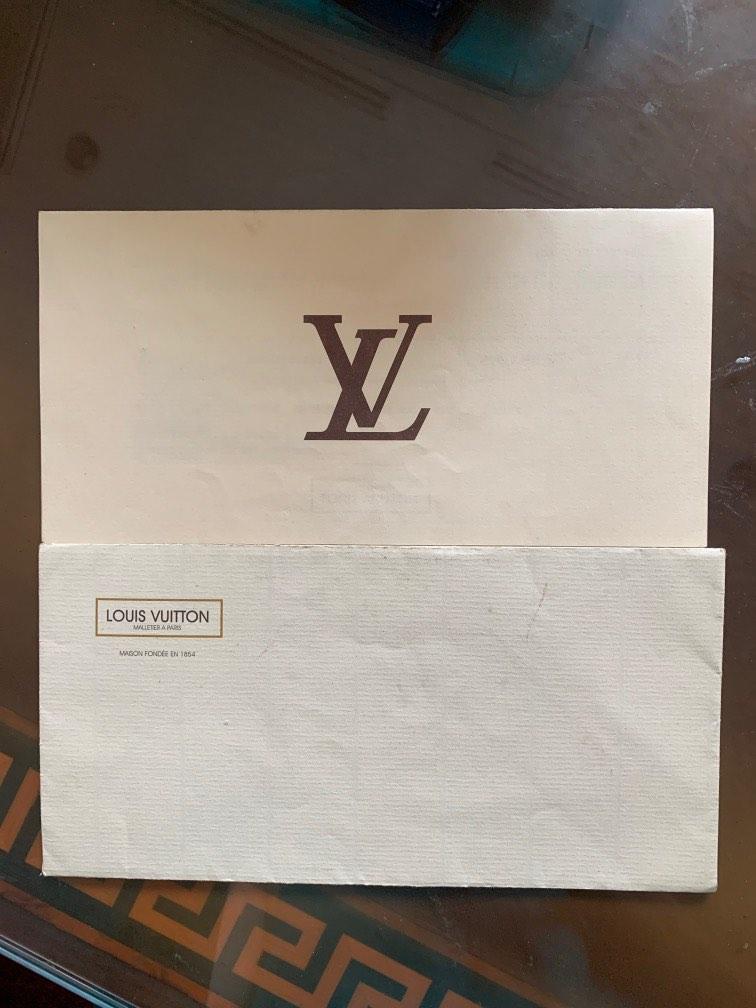 LV
LOUIS VUITTON
MALLETIER A PARIS
MAISON FONDÉE EN 1854